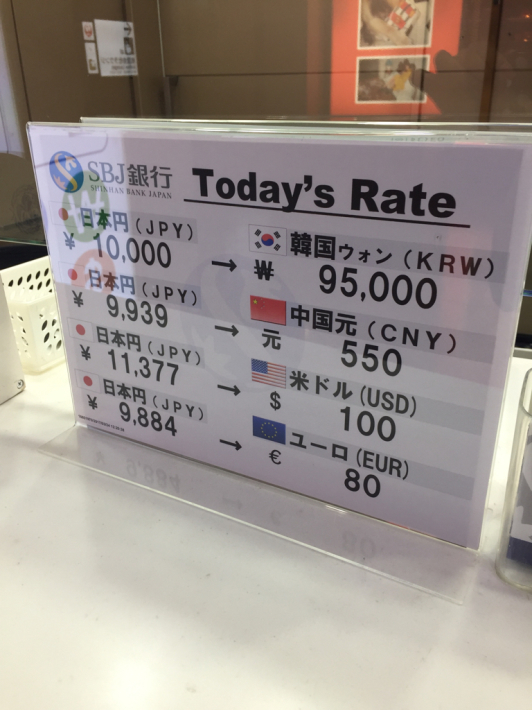 SBJ銀行
SHINHAN BANK JAPAN
Today's Rate
日本円(JPY)
¥ 10,000 → 韓国ウォン(KRW)
₩ 95,000
日本円(JPY)
¥ 9,939 → 中国元(CNY)
元 550
日本円(JPY)
¥ 11,377 → 米ドル(USD)
$ 100
日本円(JPY)
¥ 9,884 → ユーロ(EUR)
€ 80